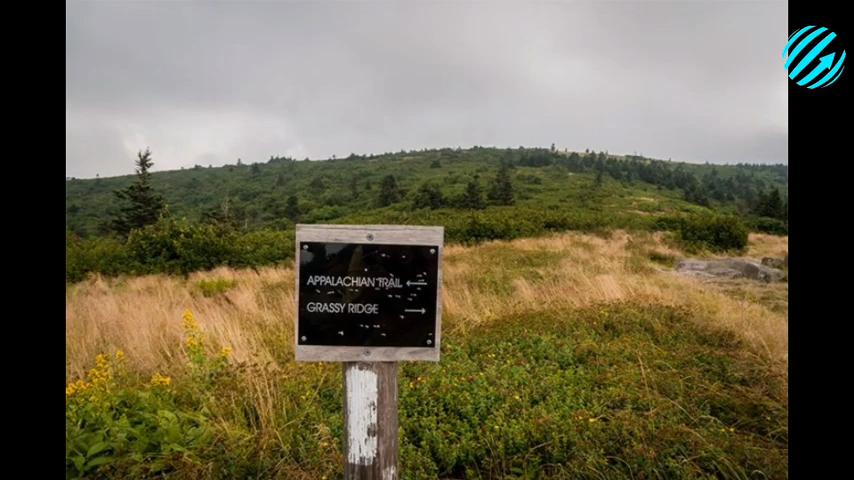 APPALACHIAN TRAIL ←
GRASSY RIDGE →